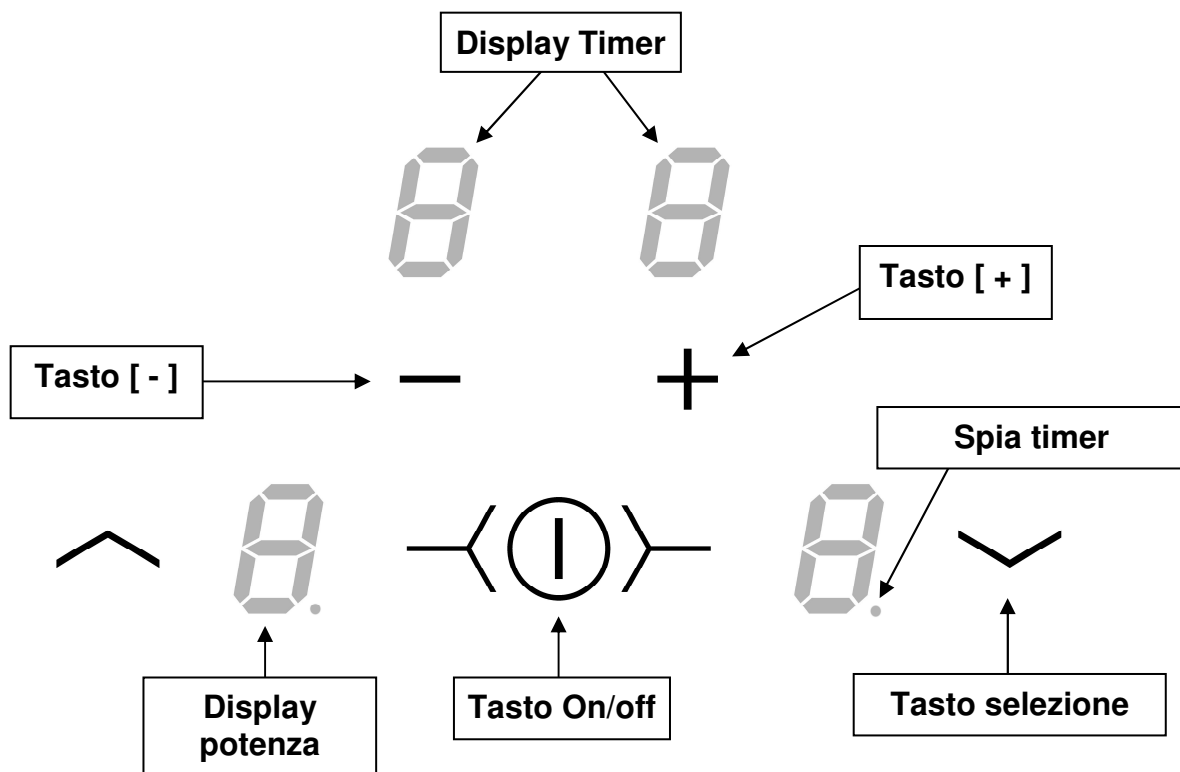 Display Timer
Tasto [ + ]
Tasto [ - ]
Spia timer
Display
potenza
Tasto On/off
Tasto selezione